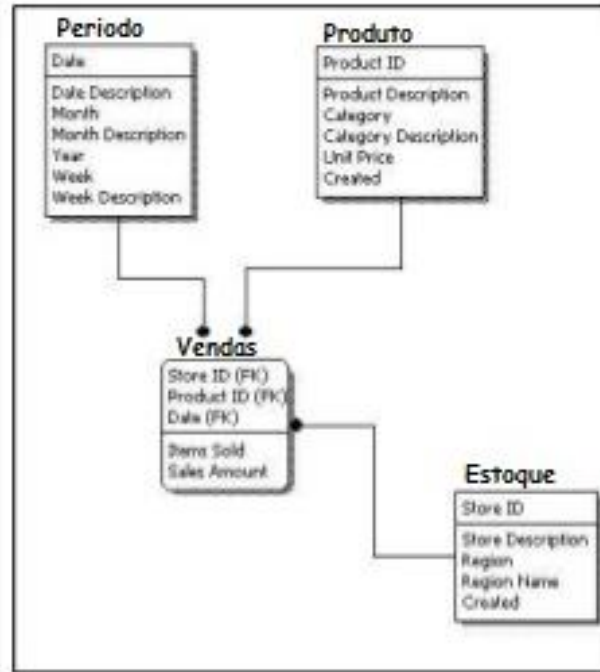 Periodo
Date
Date Description
Month
Month Description
Year
Week
Week Description
Produto
Product ID
Product Description
Category
Category Description
Unit Price
Created
Vendas
Store ID (FK)
Product ID (FK)
Date (FK)
Items Sold
Sales Amount
Estoque
Store ID
Store Description
Region
Region Name
Created